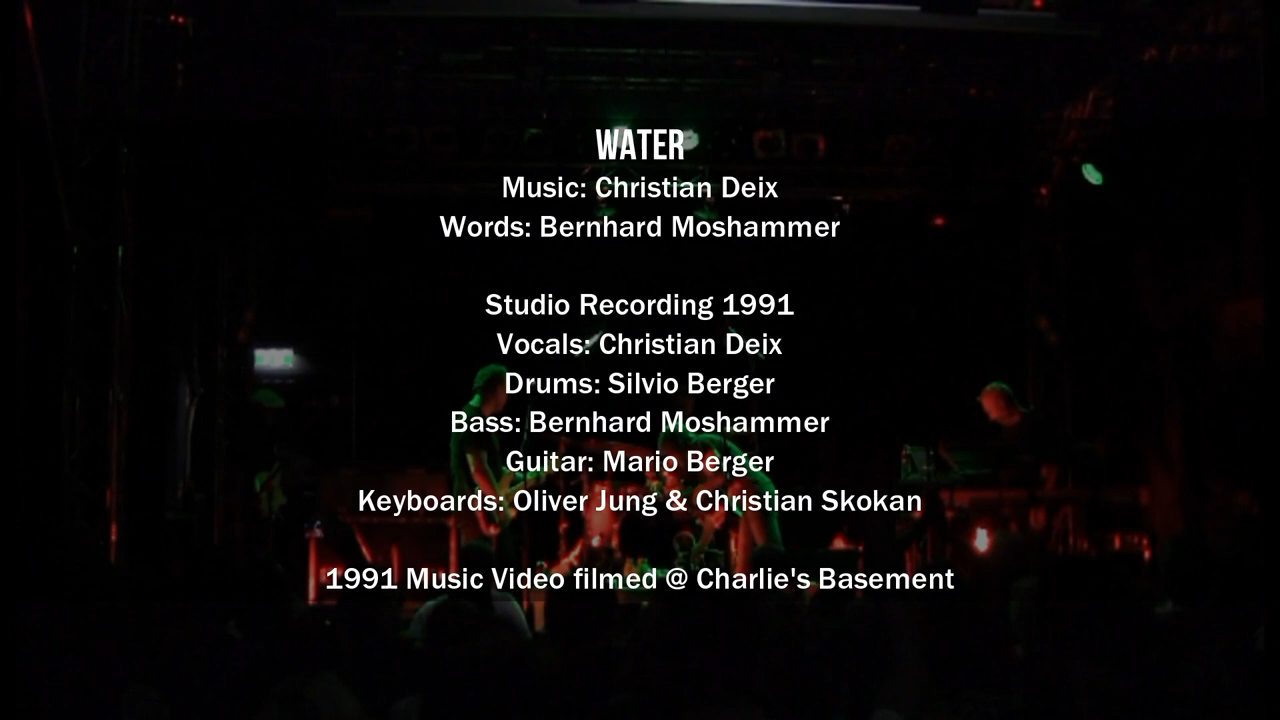 WATER
Music: Christian Deix
Words: Bernhard Moshammer
Studio Recording 1991
Vocals: Christian Deix
Drums: Silvio Berger
Bass: Bernhard Moshammer
Guitar: Mario Berger
Keyboards: Oliver Jung & Christian Skokan
1991 Music Video filmed @ Charlie's Basement